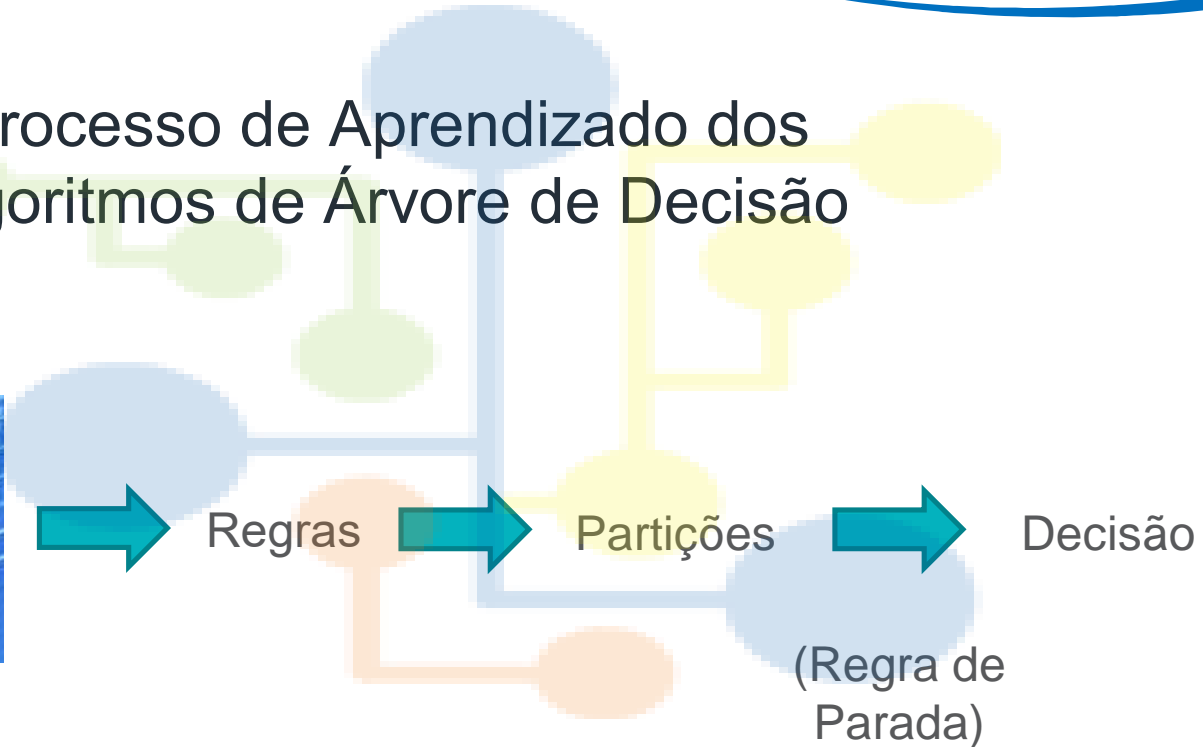 rocesso de Aprendizado dos
goritmos de Árvore de Decisão
Regras
Partições
Decisão
(Regra de
Parada)